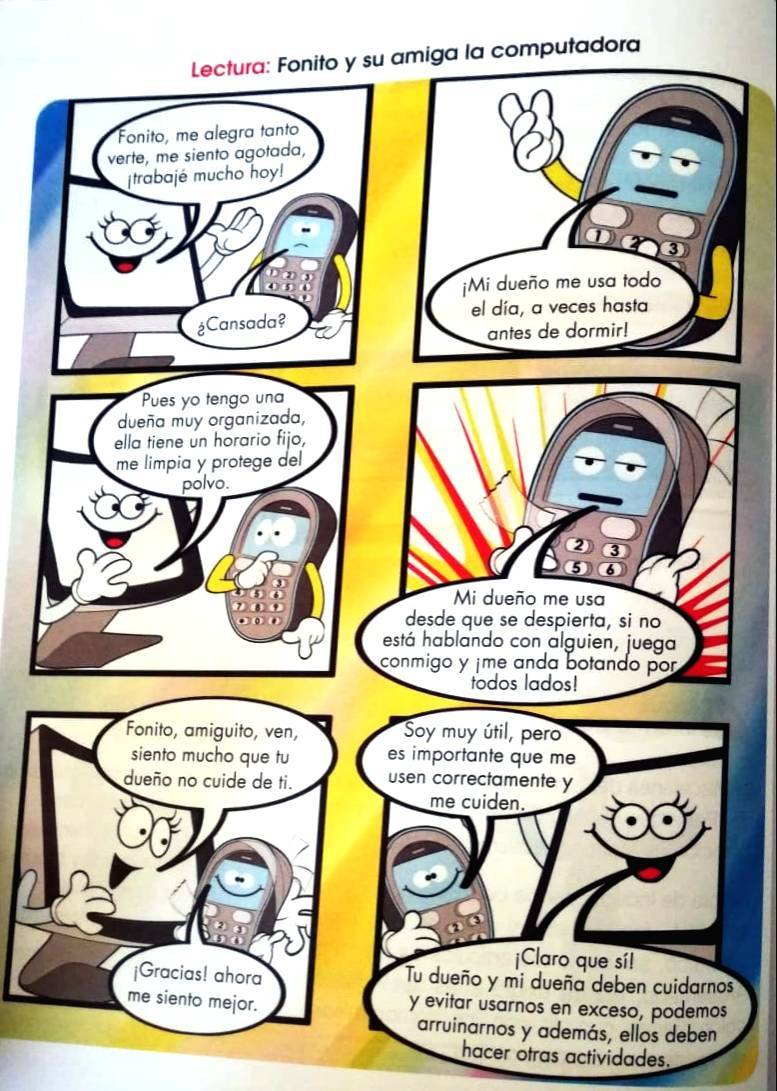 Lectura: Fonito y su amiga la computadora
Fonito, me alegra tanto
verte, me siento agotada,
¡trabajé mucho hoy!
¿Cansada?
¡Mi dueño me usa todo
el día, a veces hasta
antes de dormir!
Pues yo tengo una
dueña muy organizada,
ella tiene un horario fijo,
me limpia y protege del
polvo.
Mi dueño me usa
desde que se despierta, si no
está hablando con alguien, juega
conmigo y ¡me anda botando por
todos lados!
Fonito, amiguito, ven,
siento mucho que tu
dueño no cuide de ti.
¡Gracias! ahora
me siento mejor.
Soy muy útil, pero
es importante que me
usen correctamente y
me cuiden.
¡Claro que sí!
Tu dueño y mi dueña deben cuidarnos
y evitar usarnos en exceso, podemos
arruinarnos y además, ellos deben
hacer otras actividades.